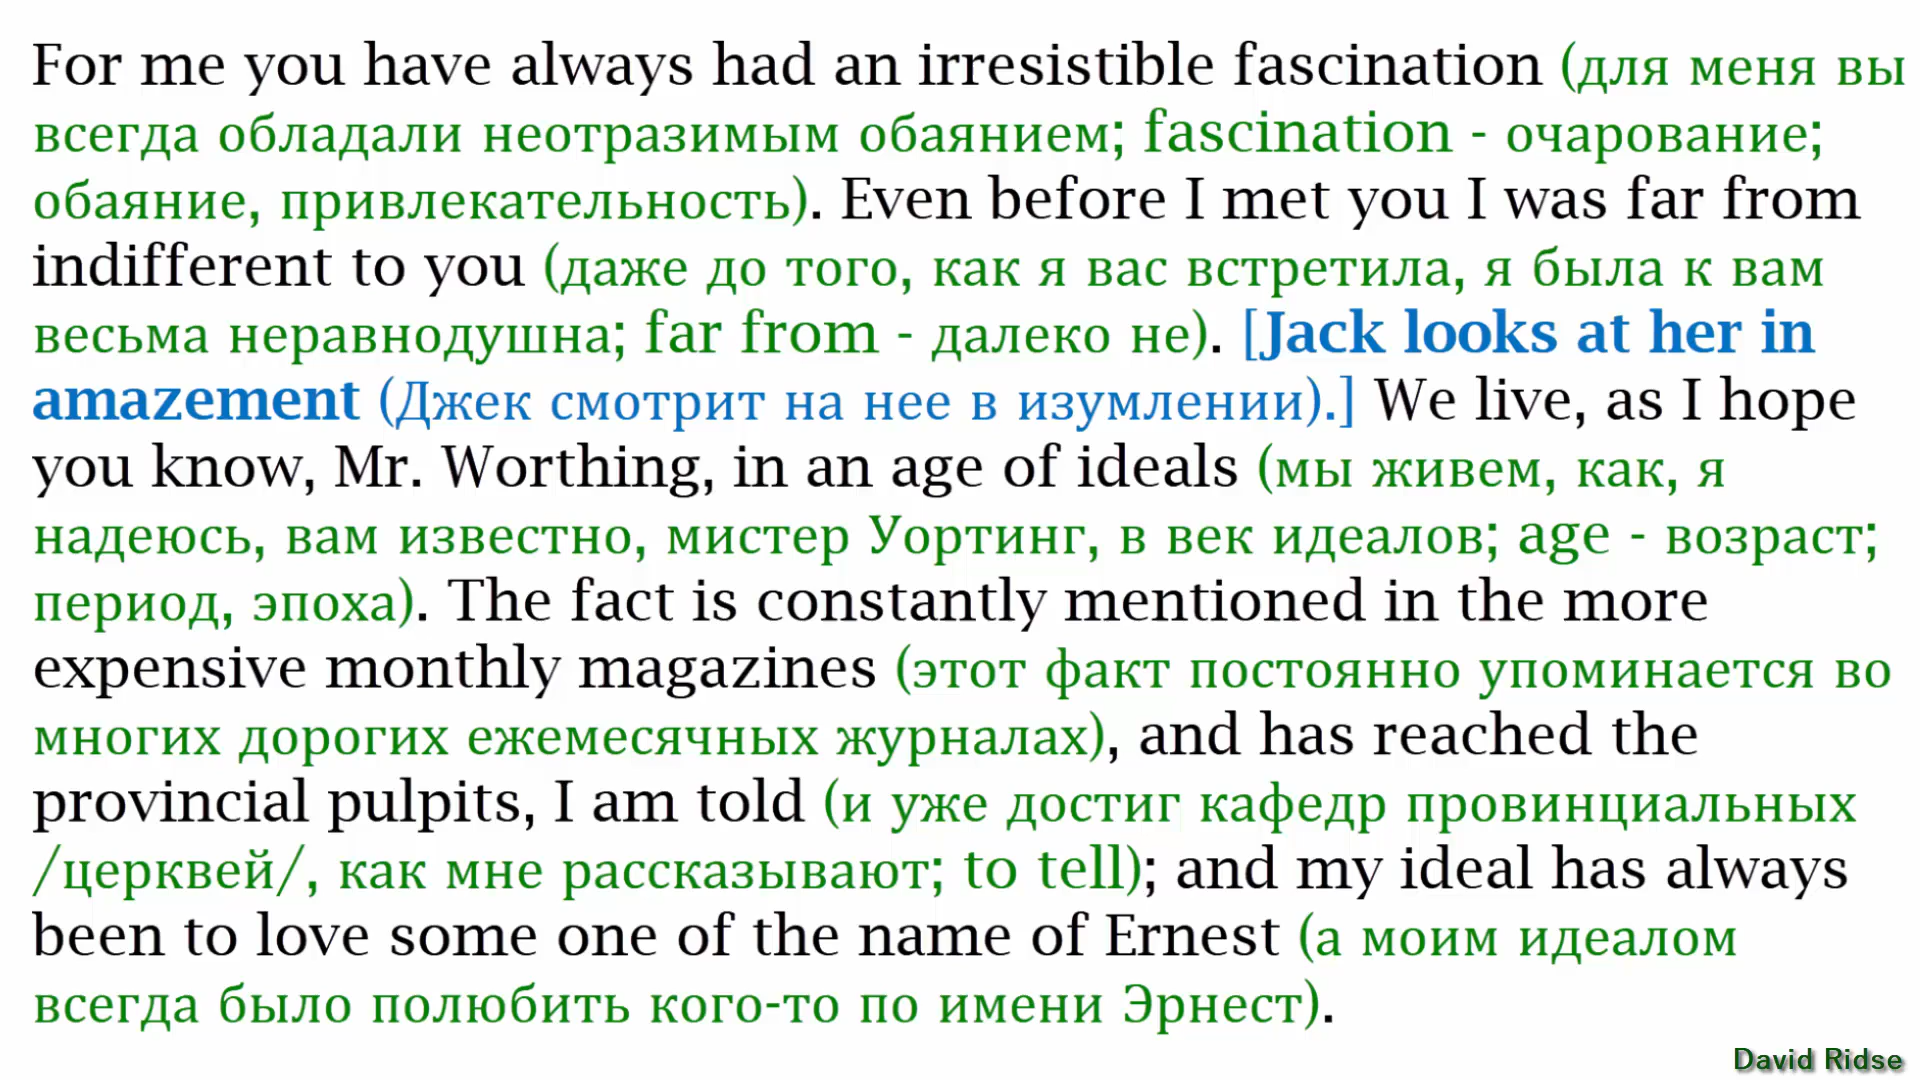 For me you have always had an irresistible fascination (для меня вы
всегда обладали неотразимым обаянием; fascination - очарование;
обаяние, привлекательность). Even before I met you I was far from
indifferent to you (даже до того, как я вас встретила, я была к вам
весьма неравнодушна; far from - далеко не). [Jack looks at her in
amazement (Джек смотрит на нее в изумлении).] We live, as I hope
you know, Mr. Worthing, in an age of ideals (мы живем, как, я
надеюсь, вам известно, мистер Уортинг, в век идеалов; age - возраст;
период, эпоха). The fact is constantly mentioned in the more
expensive monthly magazines (этот факт постоянно упоминается во
многих дорогих ежемесячных журналах), and has reached the
provincial pulpits, I am told (и уже достиг кафедр провинциальных
/церквей/, как мне рассказывают; to tell); and my ideal has always
been to love some one of the name of Ernest (а моим идеалом
всегда было полюбить кого-то по имени Эрнест).
David Ridse